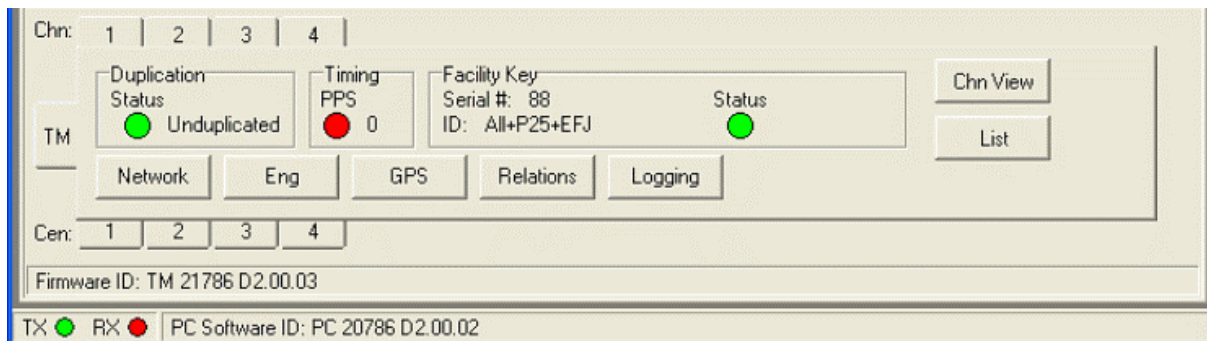 Chn: 1 2 3 4
Duplication Timing Facility Key
Status PPS Serial #: 88 Status Chn View
TM Unduplicated 0 ID: All+P25+EFJ List
Network Eng GPS Relations Logging
Cen: 1 2 3 4
Firmware ID: TM 21786 D2.00.03
TX RX PC Software ID: PC 20786 D2.00.02